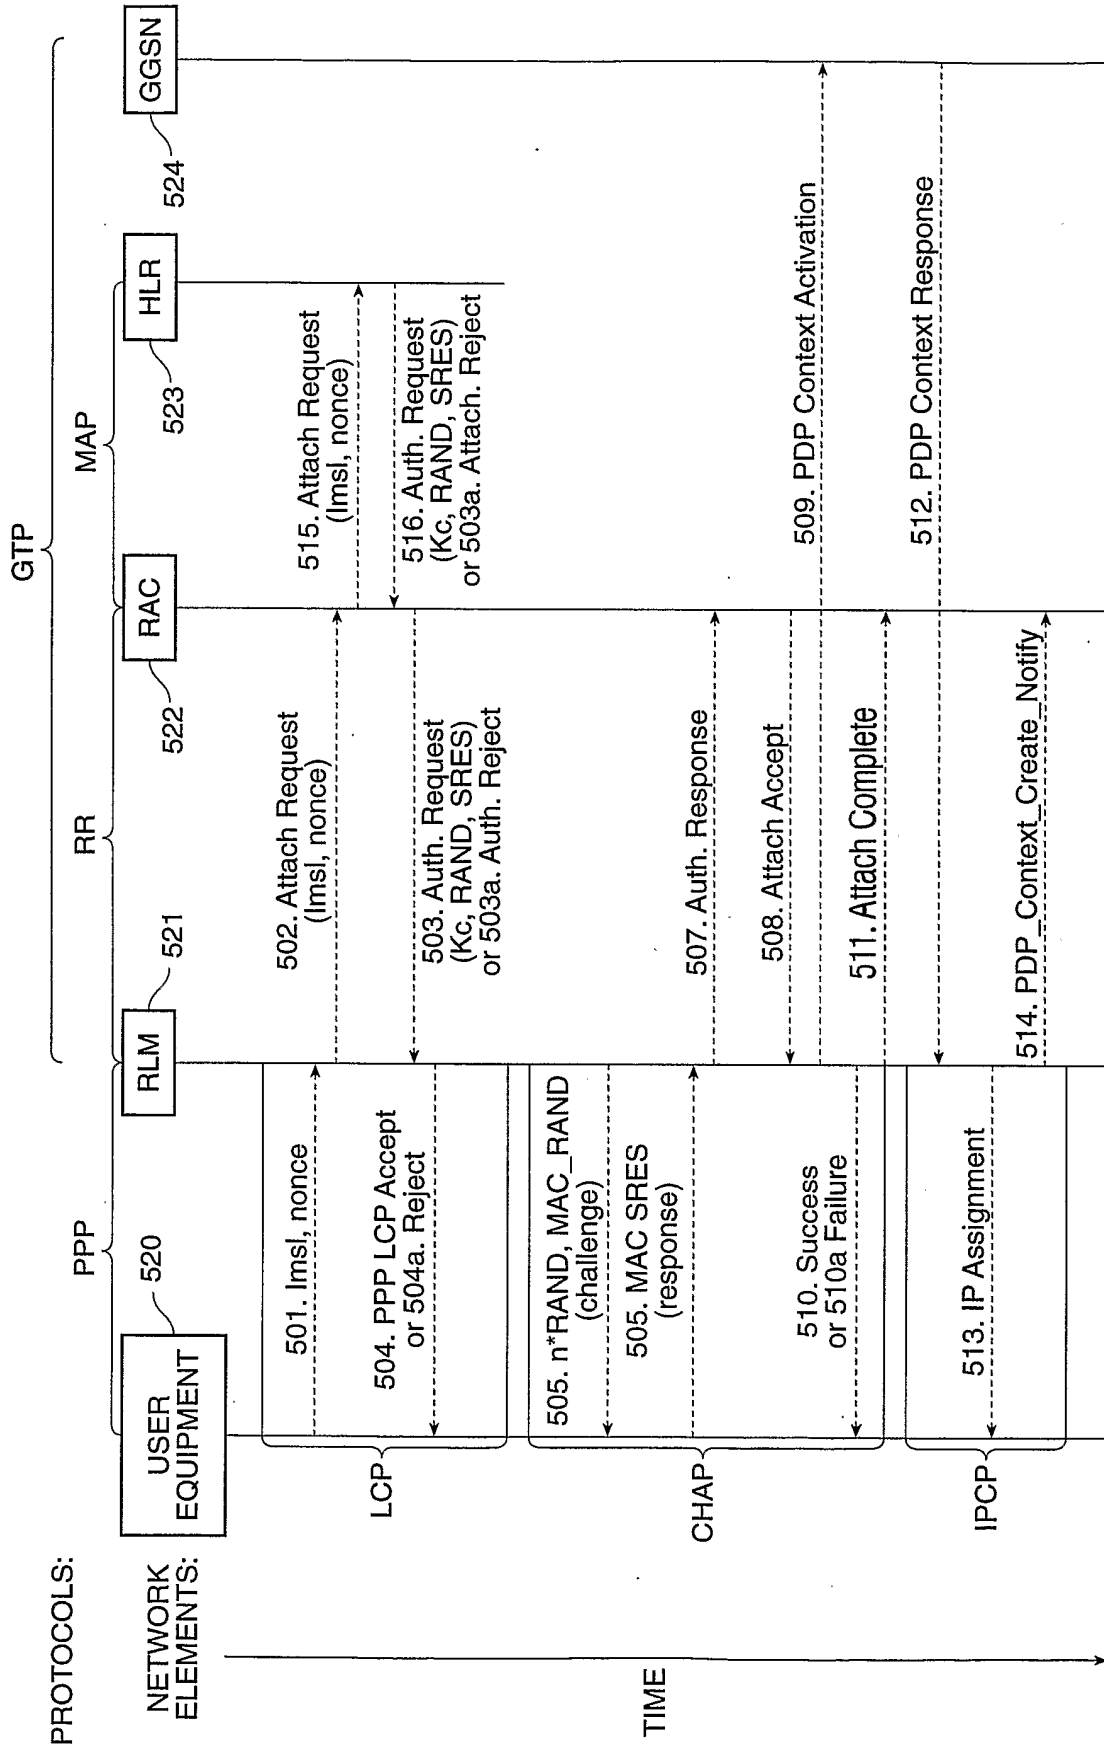 PROTOCOLS:
GTP
PPP
RR
MAP
NETWORK
ELEMENTS:
USER
EQUIPMENT
520
RLM
521
RAC
522
HLR
523
GGSN
524
TIME
LCP
501. ImsI, nonce
502. Attach Request
(ImsI, nonce)
515. Attach Request
(ImsI, nonce)
516. Auth. Request
(Kc, RAND, SRES)
or 503a. Attach. Reject
503. Auth. Request
(Kc, RAND, SRES)
or 503a. Auth. Reject
504. PPP LCP Accept
or 504a. Reject
CHAP
505. n*RAND, MAC_RAND
(challenge)
505. MAC SRES
(response)
507. Auth. Response
508. Attach Accept
509. PDP Context Activation
510. Success
or 510a Failure
511. Attach Complete
IPCP
512. PDP Context Response
513. IP Assignment
514. PDP_Context_Create_Notify